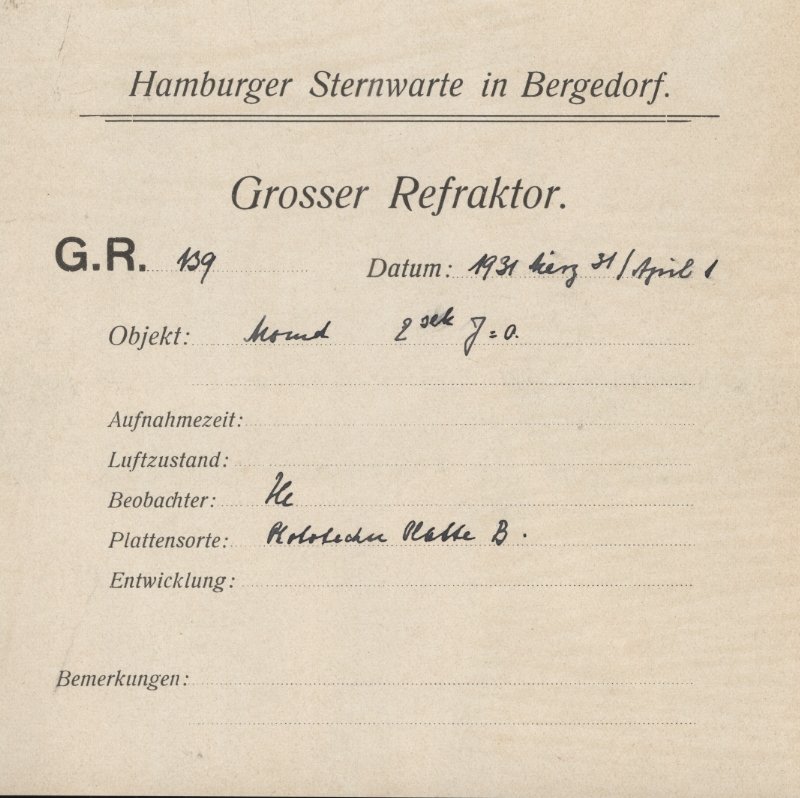 Hamburger Sternwarte in Bergedorf.
Grosser Refraktor.
G.R. 139 Datum: 1931 März 31/April 1
Objekt: Mond 2 sek J = 0.
Aufnahmezeit:
Luftzustand:
Beobachter: He
Plattensorte: Platte B.
Entwicklung:
Bemerkungen: